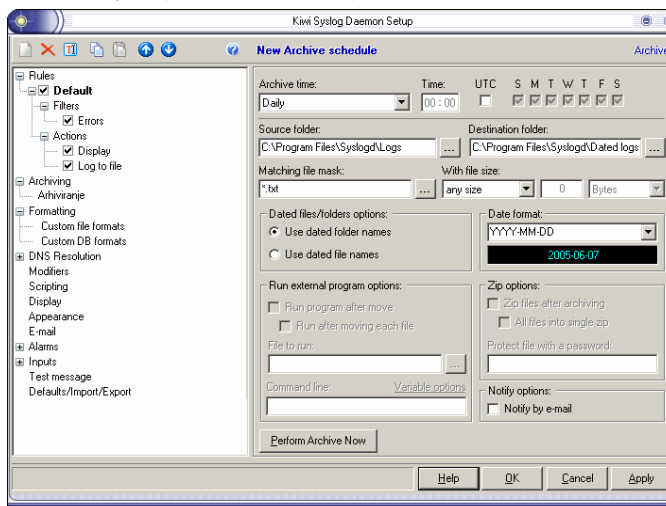 Kiwi Syslog Daemon Setup
New Archive schedule
Archive
Rules
Default
Filters
Errors
Actions
Display
Log to file
Archiving
Arhiviranje
Formatting
Custom file formats
Custom DB formats
DNS Resolution
Modifiers
Scripting
Display
Appearance
E-mail
Alarms
Inputs
Test message
Defaults/Import/Export
Archive time: Time: UTC S M T W T F S
Daily 00:00
Source folder: Destination folder:
C:\Program Files\Syslogd\Logs ... C:\Program Files\Syslogd\Dated logs ...
Matching file mask: With file size:
*.txt ... any size 0 Bytes
Dated files/folders options:
Use dated folder names
Use dated file names
Date format:
YYYY-MM-DD
2005-06-07
Run external program options:
Run program after move
Run after moving each file
File to run:
...
Command line: Variable options
Zip options:
Zip files after archiving
All files into single zip
Protect file with a password:
Notify options:
Notify by e-mail
Perform Archive Now
Help OK Cancel Apply